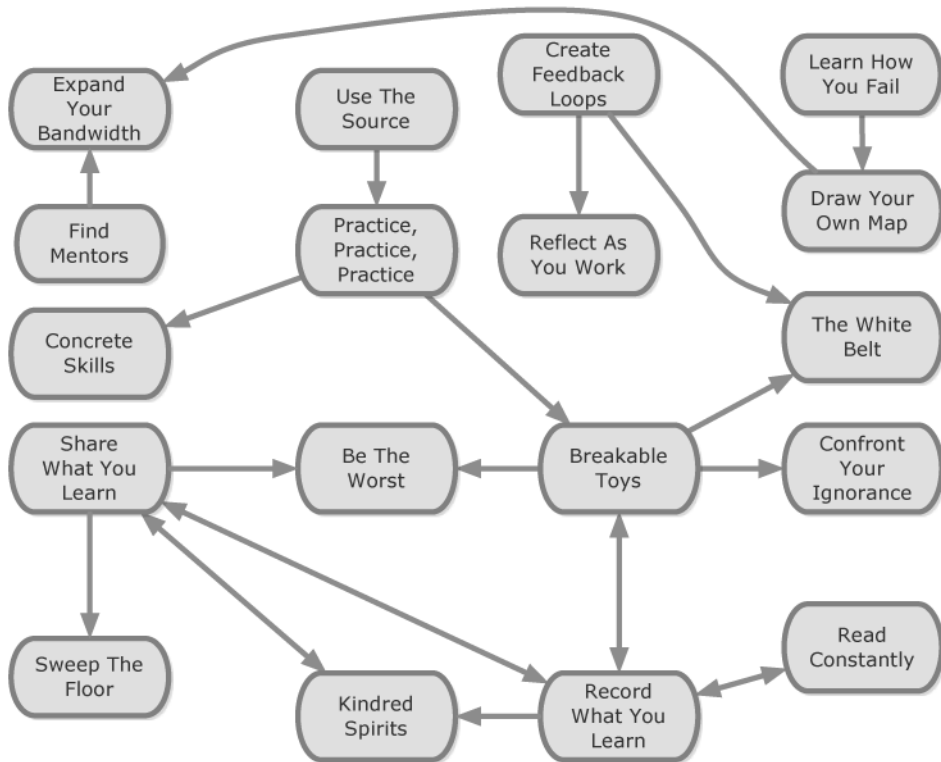 Expand
Your
Bandwidth
Use The
Source
Create
Feedback
Loops
Learn How
You Fail
Find
Mentors
Practice,
Practice,
Practice
Reflect As
You Work
Draw Your
Own Map
Concrete
Skills
The White
Belt
Share
What You
Learn
Be The
Worst
Breakable
Toys
Confront
Your
Ignorance
Sweep The
Floor
Kindred
Spirits
Record
What You
Learn
Read
Constantly